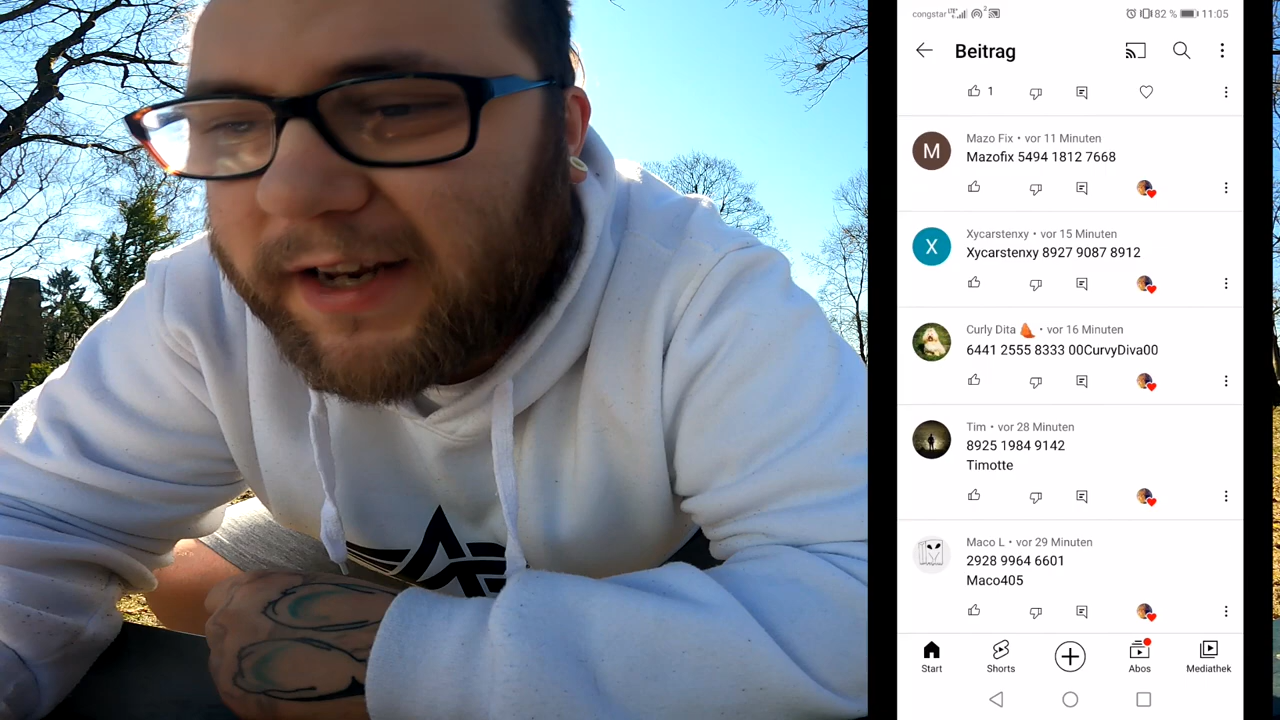 congstar 82 % 11:05
Beitrag
1
Mazo Fix • vor 11 Minuten
M
Mazofix 5494 1812 7668
Xycarstenxy • vor 15 Minuten
X
Xycarstenxy 8927 9087 8912
Curly Dita • vor 16 Minuten
6441 2555 8333 00CurvyDiva00
Tim • vor 28 Minuten
8925 1984 9142
Timotte
Maco L • vor 29 Minuten
2928 9964 6601
Maco405
Start Shorts Abos Mediathek